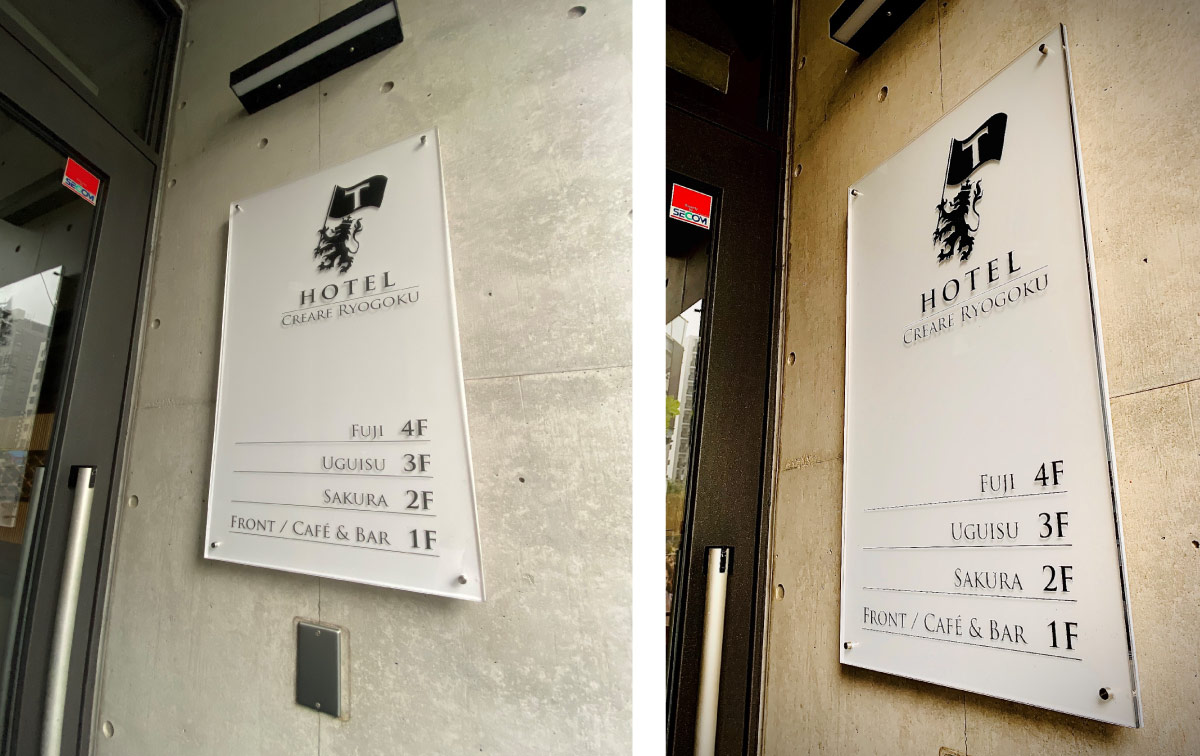 SECOM
T
HOTEL
CREARE RYOGOKU
FUJI 4F
UGUISU 3F
SAKURA 2F
FRONT / CAFÉ & BAR 1F
SECOM
T
HOTEL
CREARE RYOGOKU
FUJI 4F
UGUISU 3F
SAKURA 2F
FRONT / CAFÉ & BAR 1F